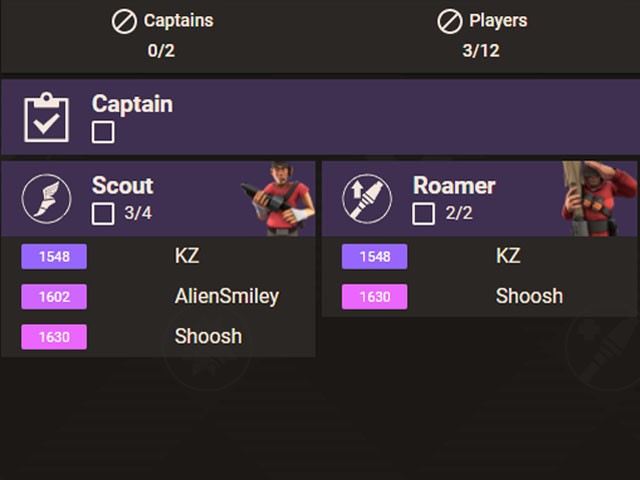 Captains
0/2
Players
3/12
Captain
Scout
3/4
1548 KZ
1602 AlienSmiley
1630 Shoosh
Roamer
2/2
1548 KZ
1630 Shoosh